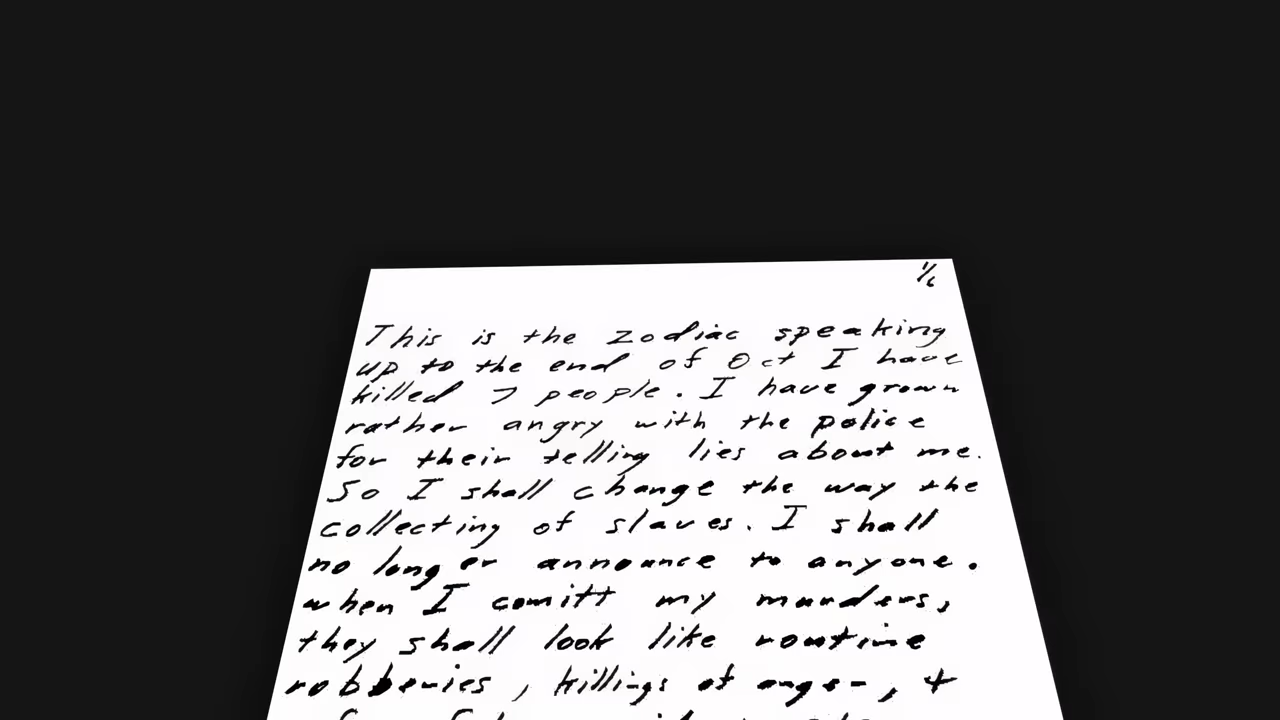 1/6
This is the zodiac speaking
up to the end of Oct I have
killed 7 people. I have grown
rather angry with the police
for their telling lies about me.
So I shall change the way the
collecting of slaves. I shall
no longer announce to anyone.
when I comitt my murders,
they shall look like routine
robberies, killings of anger, +